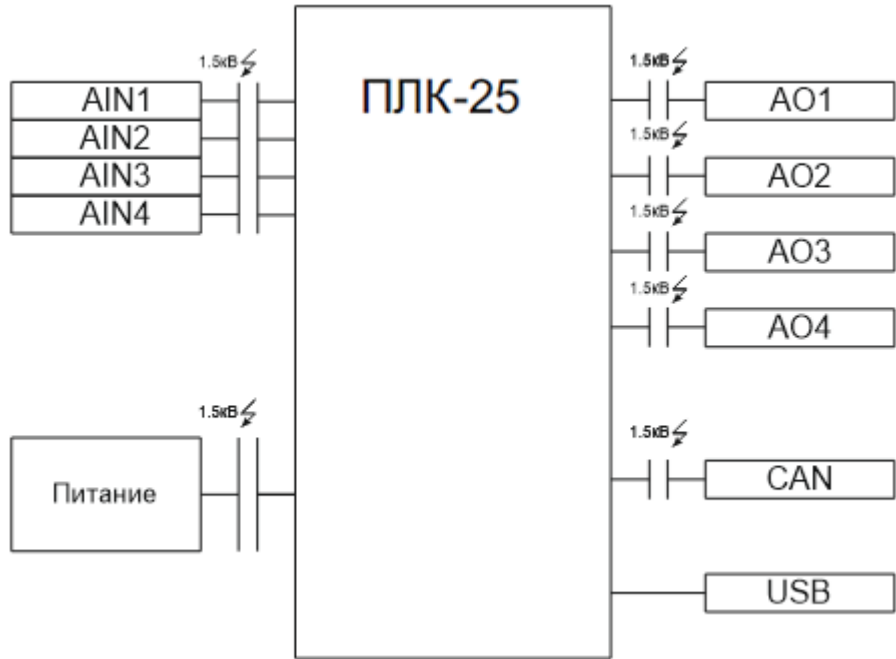 1.5кВ
AIN1
AIN2
AIN3
AIN4
1.5кВ
Питание
ПЛК-25
1.5кВ
AO1
1.5кВ
AO2
1.5кВ
AO3
1.5кВ
AO4
1.5кВ
CAN
USB